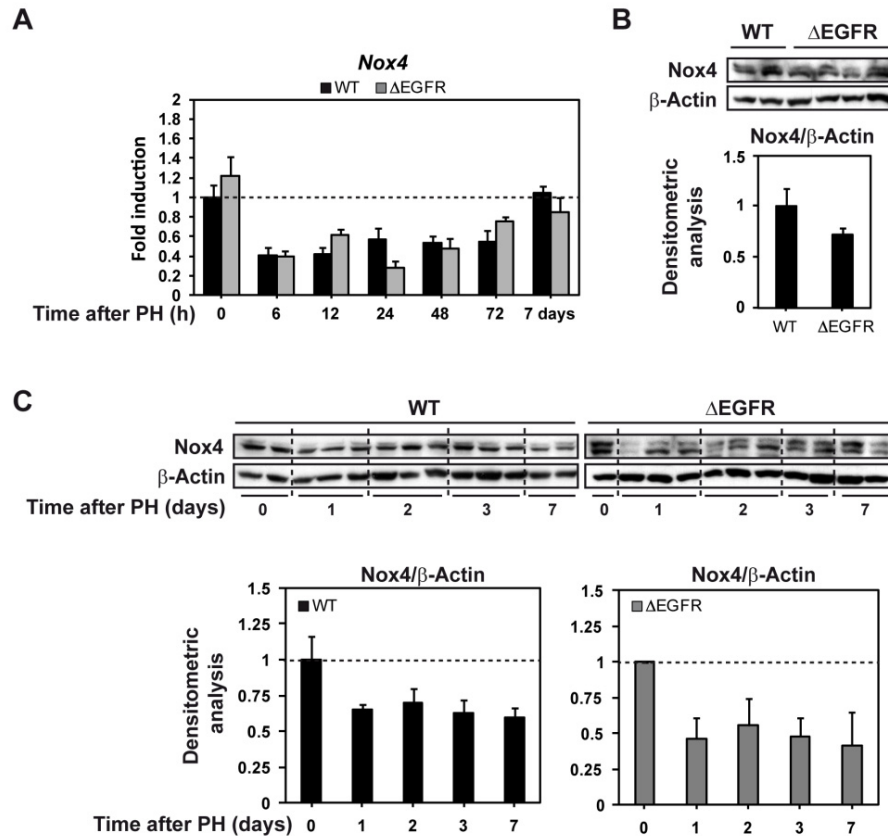 A
Nox4
WT ΔEGFR
Fold induction
2
1.8
1.6
1.4
1.2
1
0.8
0.6
0.4
0.2
0
Time after PH (h) 0 6 12 24 48 72 7 days
B
WT ΔEGFR
Nox4
β-Actin
Nox4/β-Actin
Densitometric
analysis
1.5
1
0.5
0
WT ΔEGFR
C
WT ΔEGFR
Nox4
β-Actin
Time after PH (days) 0 1 2 3 7 0 1 2 3 7
Nox4/β-Actin
WT
Densitometric
analysis
1.5
1.25
1
0.75
0.5
0.25
0
Time after PH (days) 0 1 2 3 7
Nox4/β-Actin
ΔEGFR
Densitometric
analysis
1.5
1.25
1
0.75
0.5
0.25
0
0 1 2 3 7